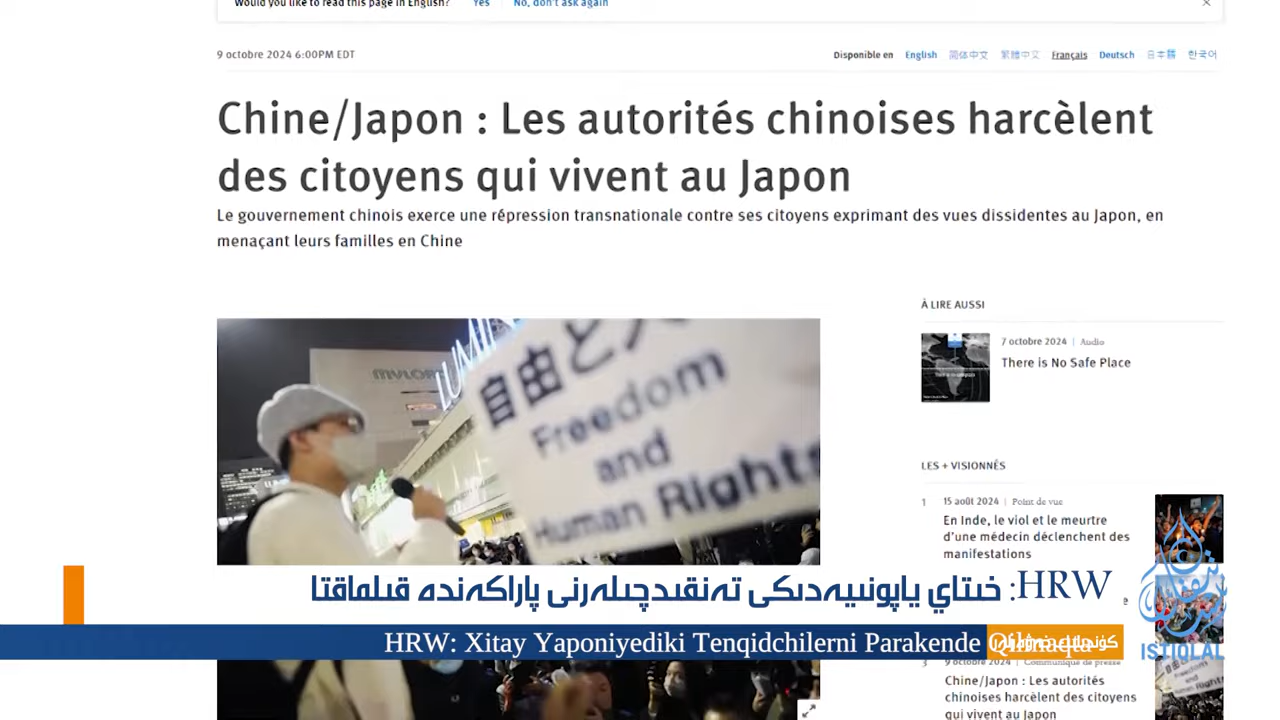 Would you like to read this page in English? Yes No, don't ask again ×
9 octobre 2024 6:00PM EDT
Disponible en English 简体中文 繁體中文 Français Deutsch 日本語 한국어
Chine/Japon : Les autorités chinoises harcèlent
des citoyens qui vivent au Japon
Le gouvernement chinois exerce une répression transnationale contre ses citoyens exprimant des vues dissidentes au Japon, en
menaçant leurs familles en Chine
À LIRE AUSSI
7 octobre 2024 | Audio
There is No Safe Place
LES + VISIONNÉS
1 15 août 2024 | Point de vue
En Inde, le viol et le meurtre
d'une médecin déclenchent des
manifestations
3 9 octobre 2024 | Communiqué de presse
Chine/Japon : Les autorités
chinoises harcèlent des citoyens
qui vivent au Japon
MYLORD
LUMIN
自由と人
Freedom
and
Human Rights
HRW: خىتاي ياپونىيەدىكى تەنقىدچىلەرنى پاراكەندە قىلماقتا
HRW: Xitay Yaponiyediki Tenqidchilerni Parakende Qilmaqta
ISTIQLAL